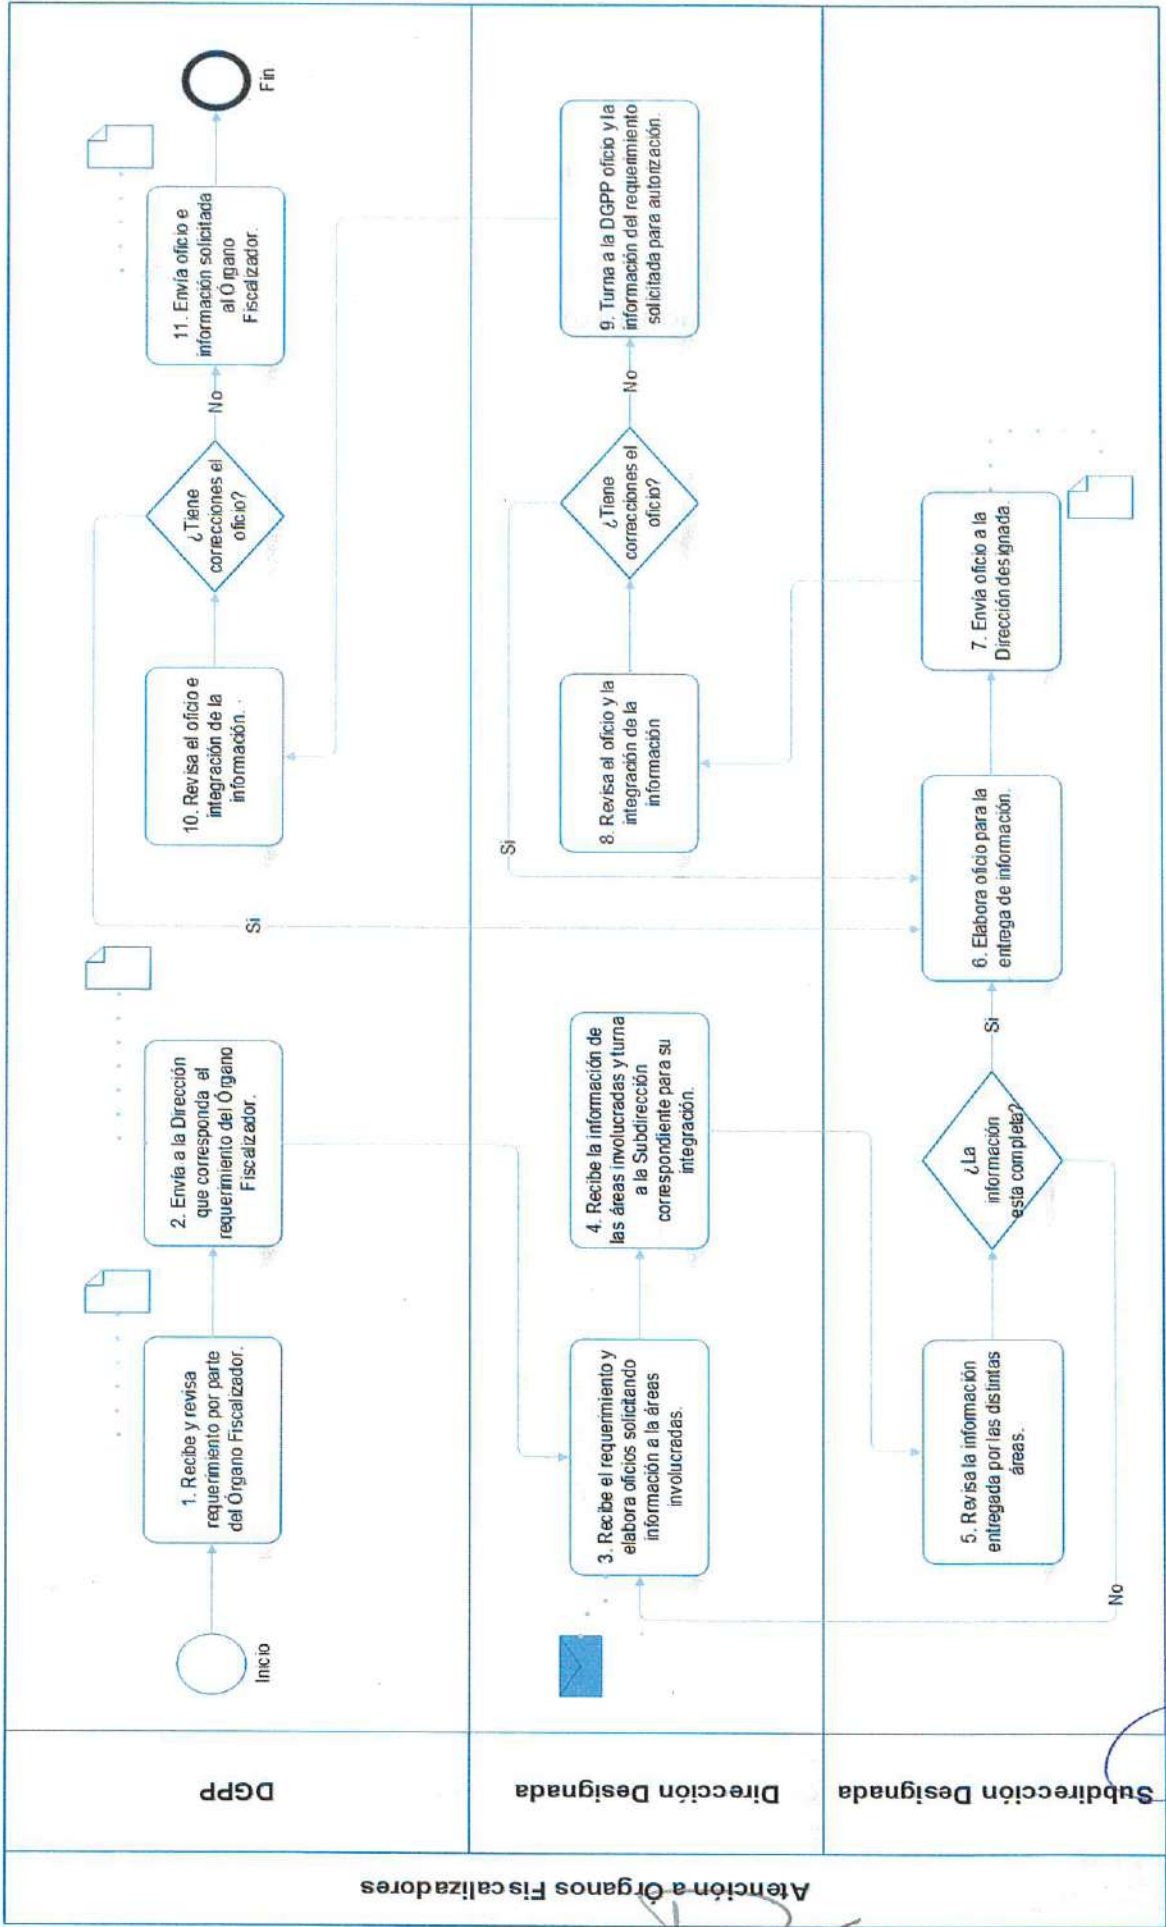 Atención a Órganos Fiscalizadores
DGPP
Inicio
1. Recibe y revisa
requerimiento por parte
del Órgano Fiscalizador.
2. Envía a la Dirección
que corresponda el
requerimiento del Órgano
Fiscalizador.
Si
10. Revisa el oficio e
integración de la
información.
¿Tiene
correcciones el
oficio?
No
11. Envía oficio e
información solicitada
al Órgano
Fiscalizador.
Fin
Dirección Designada
3. Recibe el requerimiento y
elabora oficios solicitando
información a la áreas
involucradas.
4. Recibe la información de
las áreas involucradas y turna
a la Subdirección
correspondiente para su
integración.
Si
8. Revisa el oficio y la
integración de la
información
¿Tiene
correcciones el
oficio?
No
9. Turna a la DGPP oficio y la
información del requerimiento
solicitada para autorización.
Subdirección Designada
No
5. Revisa la información
entregada por las distintas
áreas.
¿La
información
esta completa?
Si
6. Elabora oficio para la
entrega de información.
7. Envía oficio a la
Dirección designada.